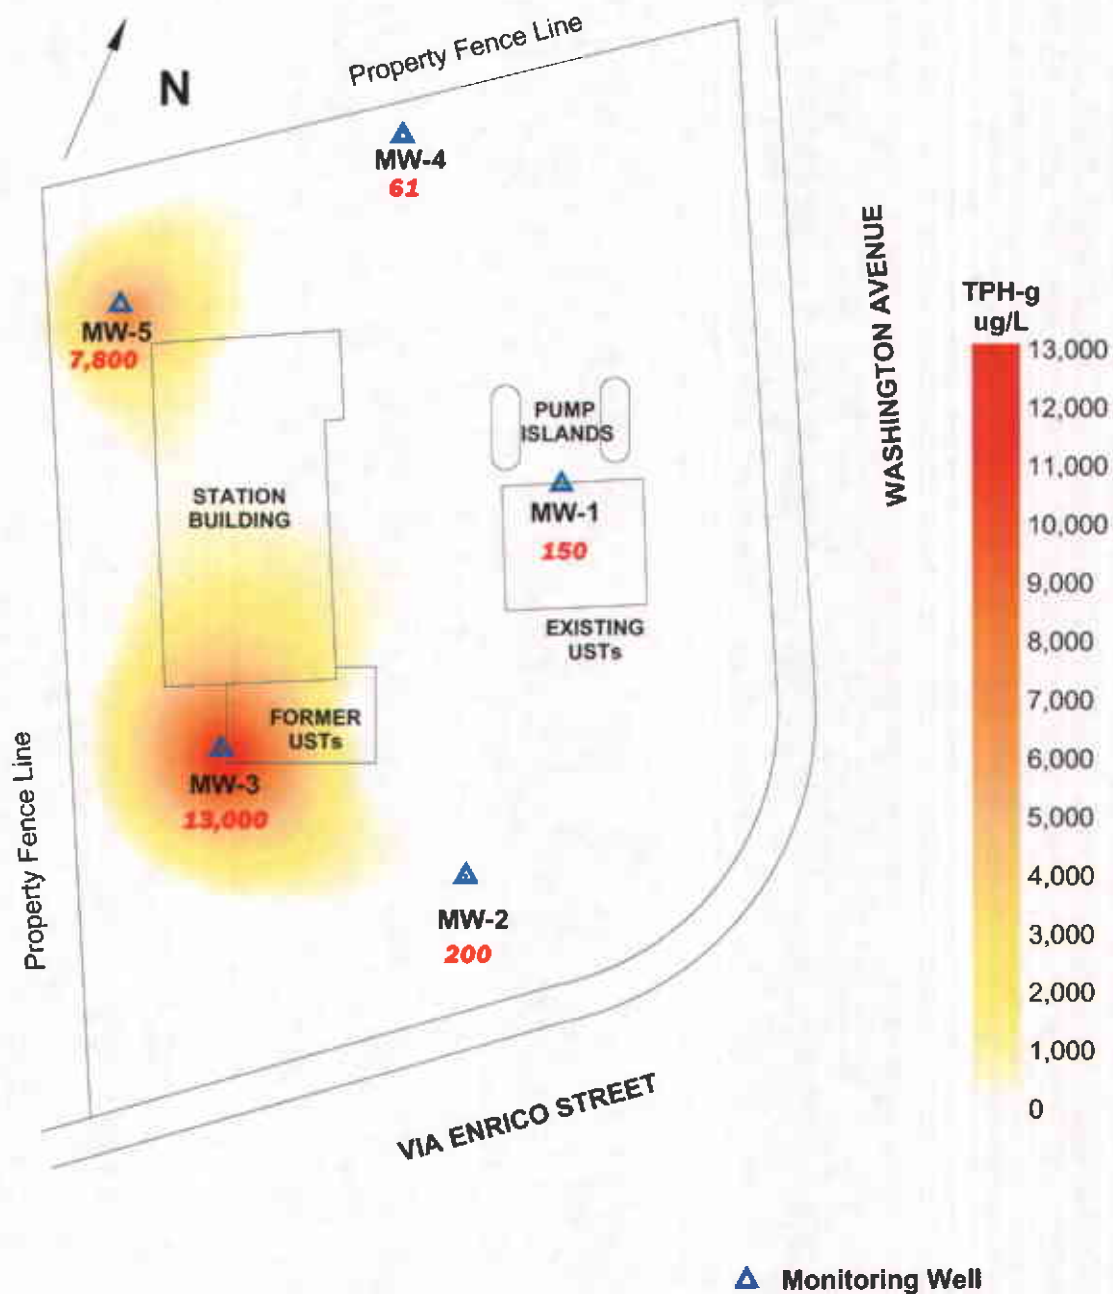 Property Fence Line
N
MW-4
61
MW-5
7,800
WASHINGTON AVENUE
TPH-g
ug/L
13,000
12,000
11,000
10,000
9,000
8,000
7,000
6,000
5,000
4,000
3,000
2,000
1,000
0
PUMP
ISLANDS
STATION
BUILDING
MW-1
150
EXISTING
USTs
FORMER
USTs
MW-3
13,000
Property Fence Line
MW-2
200
VIA ENRICO STREET
Monitoring Well